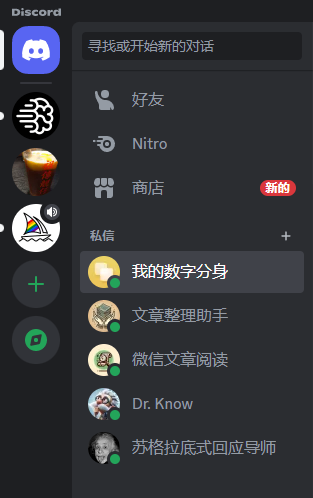 Discord
寻找或开始新的对话
好友
Nitro
商店 新的
私信 +
我的数字分身
文章整理助手
微信文章阅读
Dr. Know
苏格拉底式回应导师